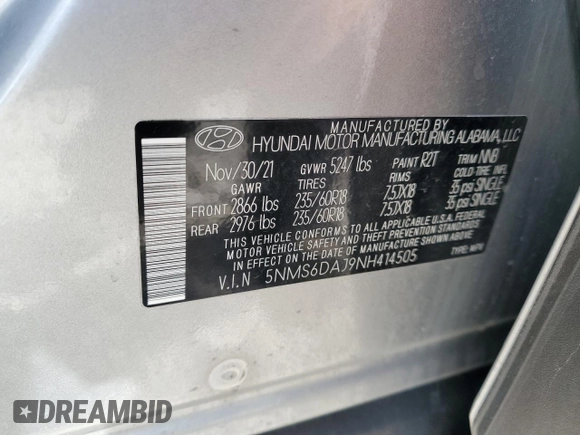 MANUFACTURED BY
HYUNDAI MOTOR MANUFACTURING ALABAMA, LLC
Nov/30/21 GVWR 5247 lbs PAINT R2T TRIM NNB
GAWR TIRES RIMS COLD TIRE INFL
FRONT 2866 lbs 235/60R18 7.5JX18 35 psi SINGLE
REAR 2976 lbs 235/60R18 7.5JX18 35 psi SINGLE
THIS VEHICLE CONFORMS TO ALL APPLICABLE U.S.A. FEDERAL
MOTOR VEHICLE SAFETY AND THEFT PREVENTION STANDARDS
IN EFFECT ON THE DATE OF MANUFACTURE SHOWN ABOVE.
V.I.N 5NMS6DAJ9NH414505 TYPE: MPV
DREAMBID